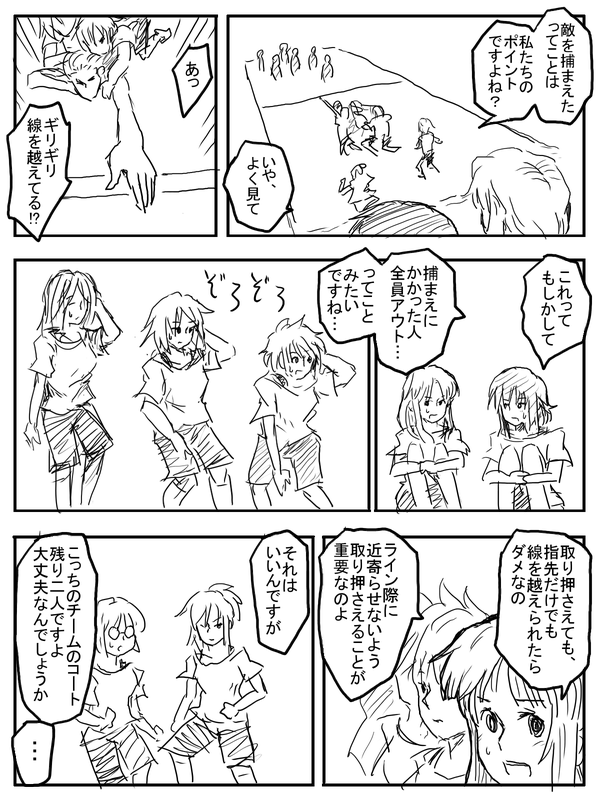 敵を捕まえた
ってことは
私たちの
ポイント
ですよね?
いや、
よく見て
あっ
ギリギリ
線を越えてる!?
これって
もしかして
捕まえに
かかった人
全員アウト…
ってこと
みたい
ですね…
ぞろぞろ
取り押さえても、
指先だけでも
線を越えられたら
ダメなの
ライン際に
近寄らせないよう
取り押さえることが
重要なのよ
それは
いいんですが
こっちのチームのコート
残り二人ですよ
大丈夫なんでしょうか
…